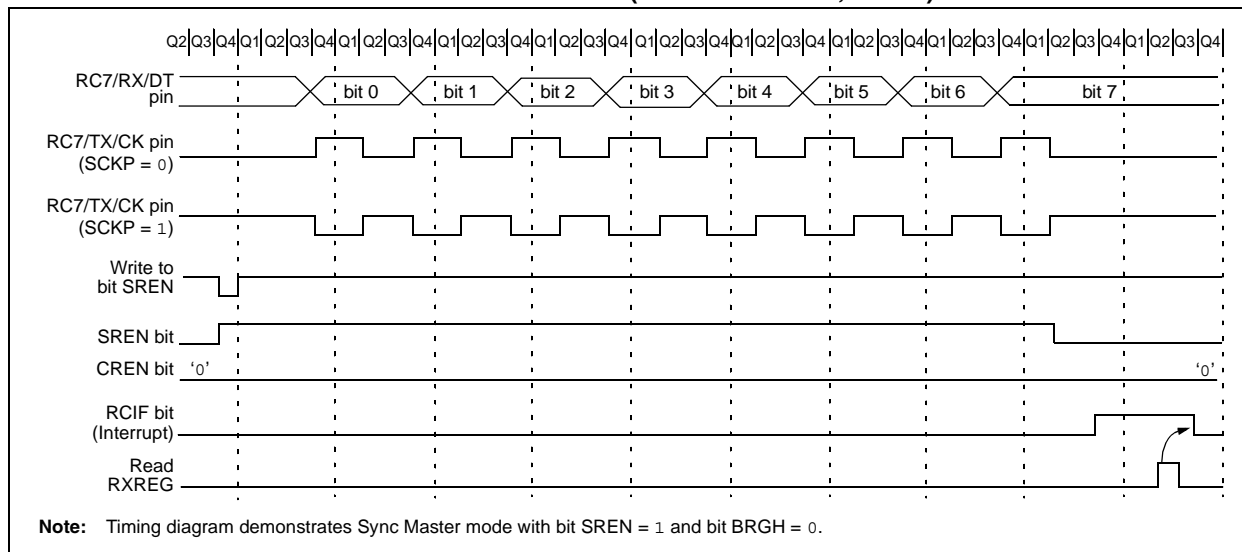 Q2 Q3 Q4 Q1 Q2 Q3 Q4 Q1 Q2 Q3 Q4 Q1 Q2 Q3 Q4 Q1 Q2 Q3 Q4 Q1 Q2 Q3 Q4 Q1 Q2 Q3 Q4 Q1 Q2 Q3 Q4 Q1 Q2 Q3 Q4 Q1 Q2 Q3 Q4 Q1 Q2 Q3 Q4
RC7/RX/DT
pin
bit 0 bit 1 bit 2 bit 3 bit 4 bit 5 bit 6 bit 7
RC7/TX/CK pin
(SCKP = 0)
RC7/TX/CK pin
(SCKP = 1)
Write to
bit SREN
SREN bit
CREN bit ‘0’ ‘0’
RCIF bit
(Interrupt)
Read
RXREG
Note: Timing diagram demonstrates Sync Master mode with bit SREN = 1 and bit BRGH = 0.